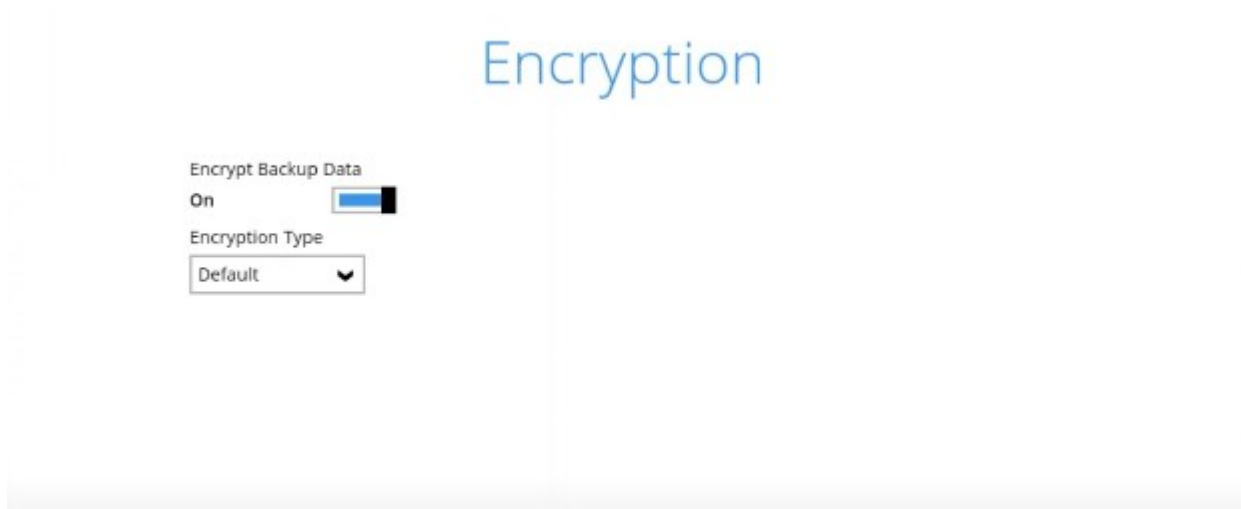 Encryption
Encrypt Backup Data
On
Encryption Type
Default